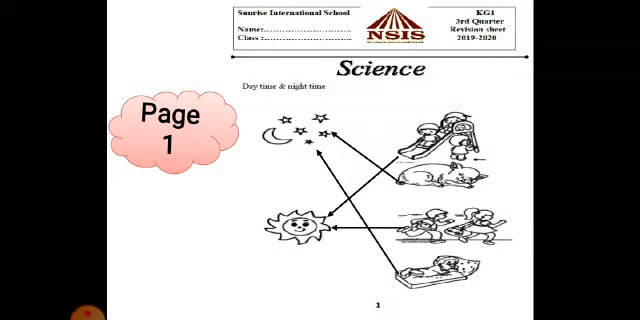 Sunrise International School
Name:
Class :
NSIS
KG1
3rd Quarter
Revision sheet
2019-2020
Science
Day time & night time
Page
1
1